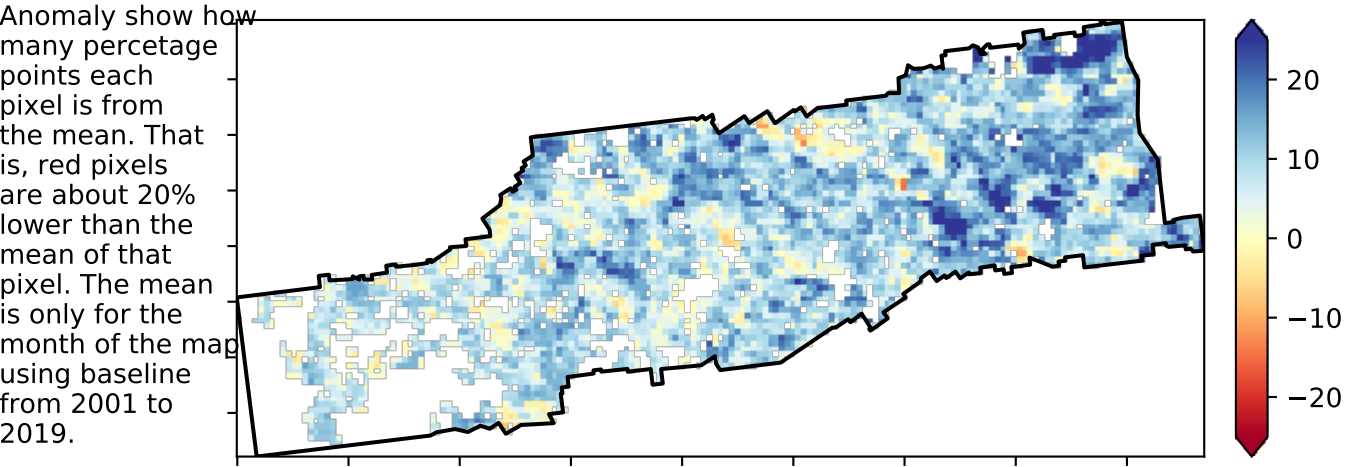 Anomaly show how
many percetage
points each
pixel is from
the mean. That
is, red pixels
are about 20%
lower than the
mean of that
pixel. The mean
is only for the
month of the map
using baseline
from 2001 to
2019.
20
10
0
−10
−20